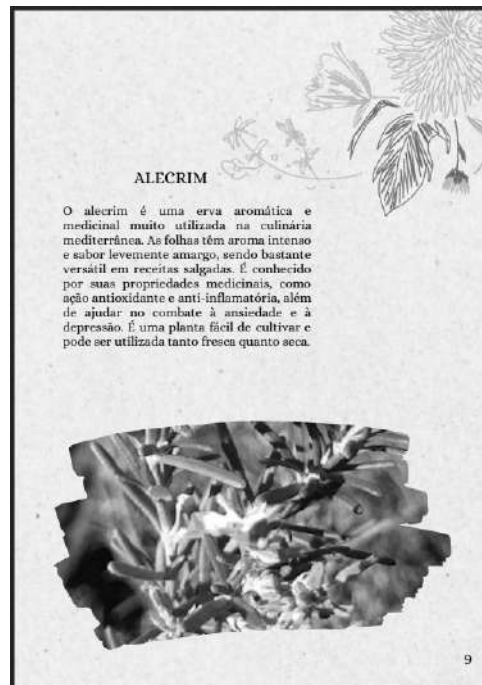 ALECRIM
O alecrim é uma erva aromática e
medicinal muito utilizada na culinária
mediterrânea. As folhas têm aroma intenso
e sabor levemente amargo, sendo bastante
versátil em receitas salgadas. É conhecido
por suas propriedades medicinais, como
ação antioxidante e anti-inflamatória, além
de ajudar no combate à ansiedade e à
depressão. É uma planta fácil de cultivar e
pode ser utilizada tanto fresca quanto seca.
9